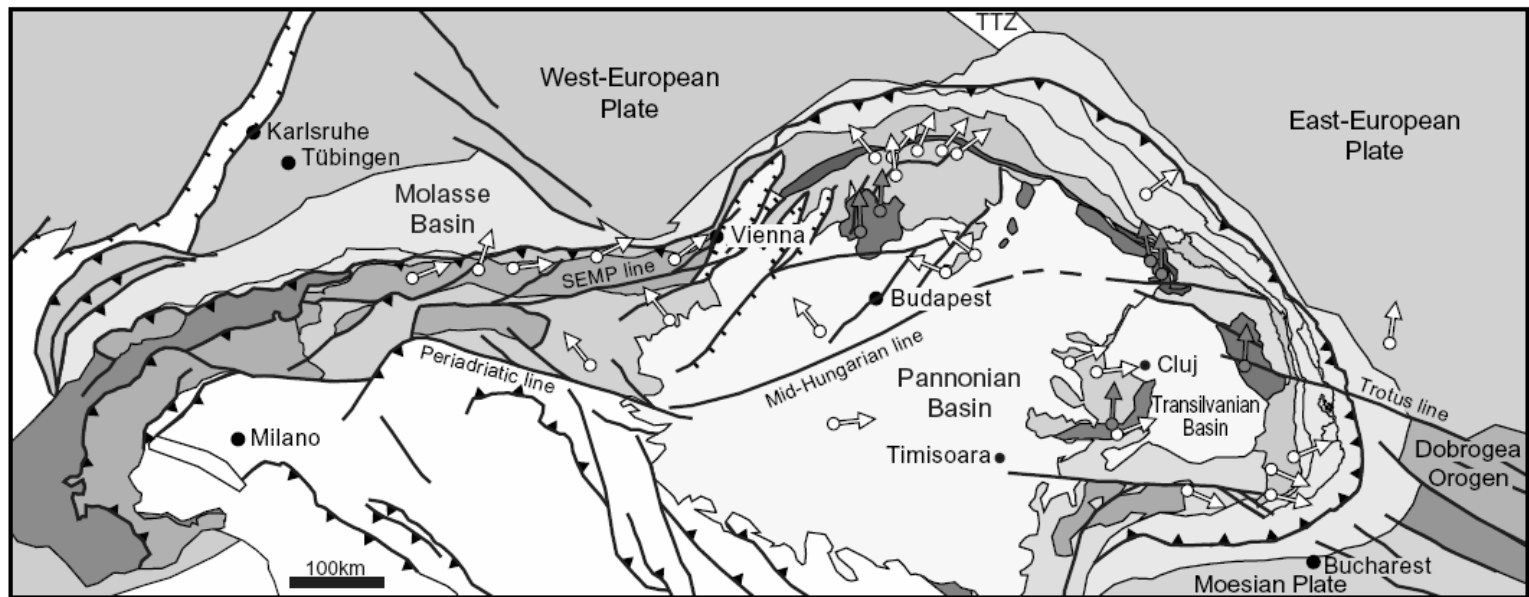 TTZ
West-European
Plate
East-European
Plate
Karlsruhe
Tübingen
Molasse
Basin
Vienna
SEMP line
Budapest
Periadriatic line
Mid-Hungarian line
Pannonian
Basin
Cluj
Transilvanian
Basin
Trotus line
Milano
Timisoara
Dobrogea
Orogen
100km
Bucharest
Moesian Plate